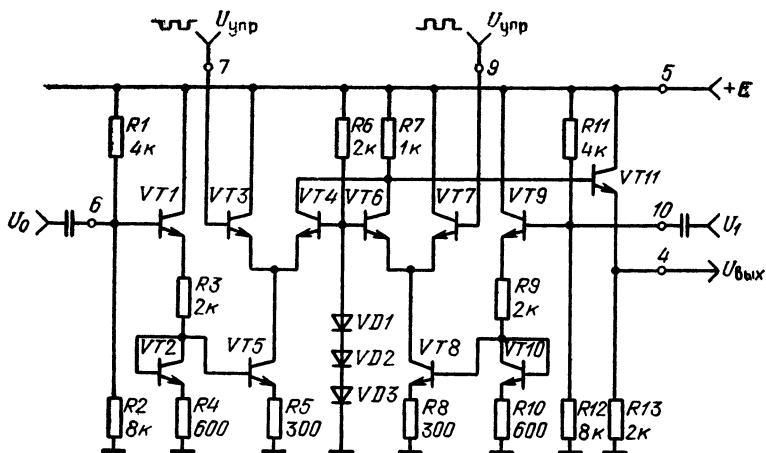 Uупр
Uупр
7
9
5
+E
R1
4к
R6
2к
R7
1к
R11
4к
VT11
VT1
VT3
VT4
VT6
VT7
VT9
U0
6
10
U1
4
Uвых
R3
2к
R9
2к
VD1
VD2
VD3
VT2
VT5
VT8
VT10
R2
8к
R4
600
R5
300
R8
300
R10
600
R12
8к
R13
2к